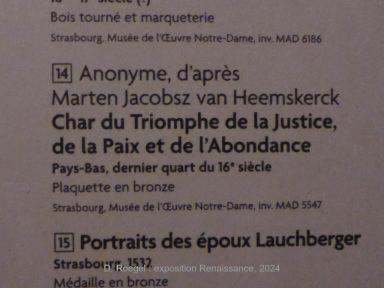 Bois tourné et marqueterie
Strasbourg, Musée de l'Œuvre Notre-Dame, inv. MAD 6186
14 Anonyme, d'après
Marten Jacobsz van Heemskerck
Char du Triomphe de la Justice,
de la Paix et de l'Abondance
Pays-Bas, dernier quart du 16e siècle
Plaquette en bronze
Strasbourg, Musée de l'Œuvre Notre-Dame, inv. MAD 5547
15 Portraits des époux Lauchberger
Strasbourg, 1532
D. Roegel : exposition Renaissance, 2024
Médaille en bronze